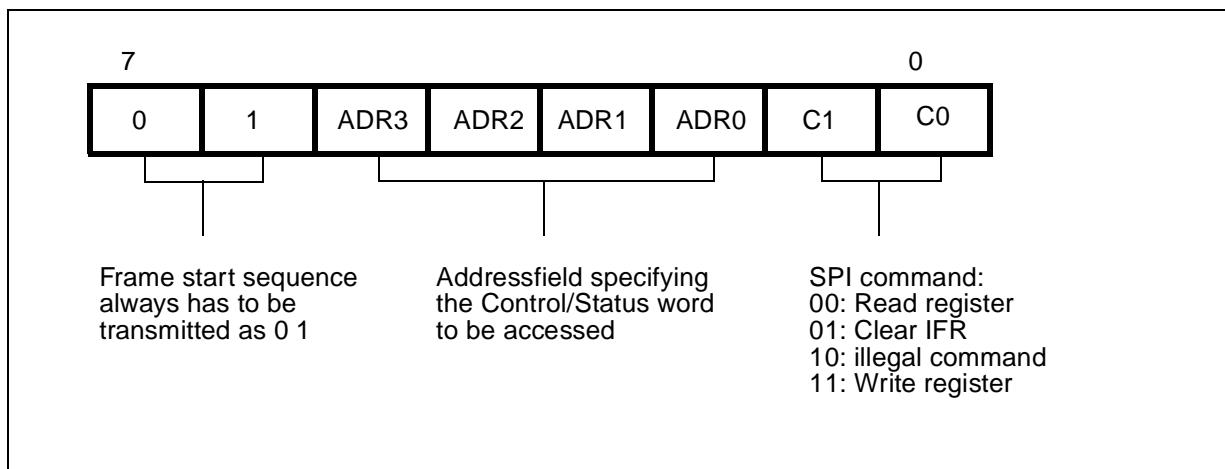 7 0
0 1 ADR3 ADR2 ADR1 ADR0 C1 C0
Frame start sequence
always has to be
transmitted as 0 1
Addressfield specifying
the Control/Status word
to be accessed
SPI command:
00: Read register
01: Clear IFR
10: illegal command
11: Write register